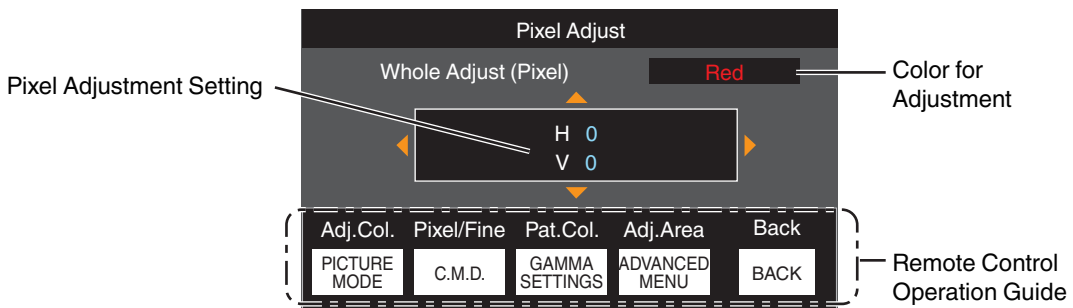 Pixel Adjust
Whole Adjust (Pixel)
Red
Pixel Adjustment Setting
Color for
Adjustment
H 0
V 0
Adj.Col.
Pixel/Fine
Pat.Col.
Adj.Area
Back
PICTURE
MODE
C.M.D.
GAMMA
SETTINGS
ADVANCED
MENU
BACK
Remote Control
Operation Guide